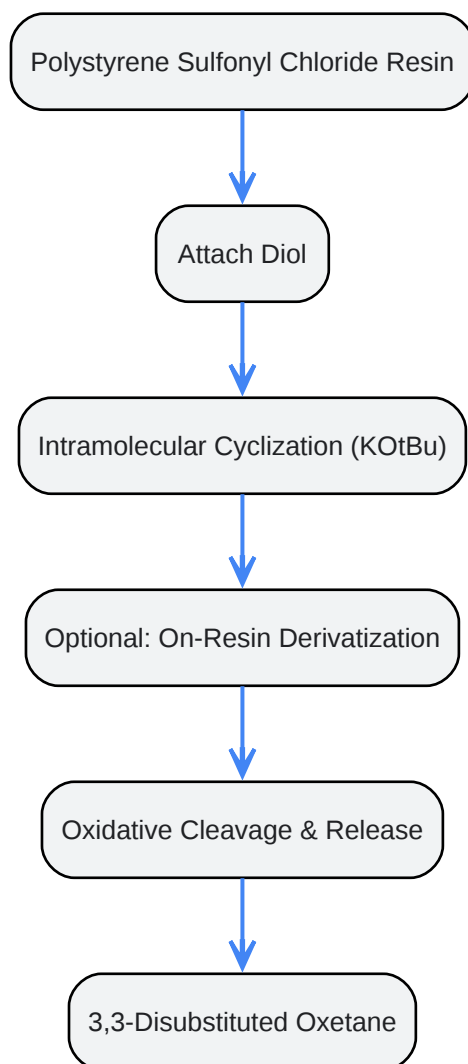 Polystyrene Sulfonyl Chloride Resin
Attach Diol
Intramolecular Cyclization (KOtBu)
Optional: On-Resin Derivatization
Oxidative Cleavage & Release
3,3-Disubstituted Oxetane